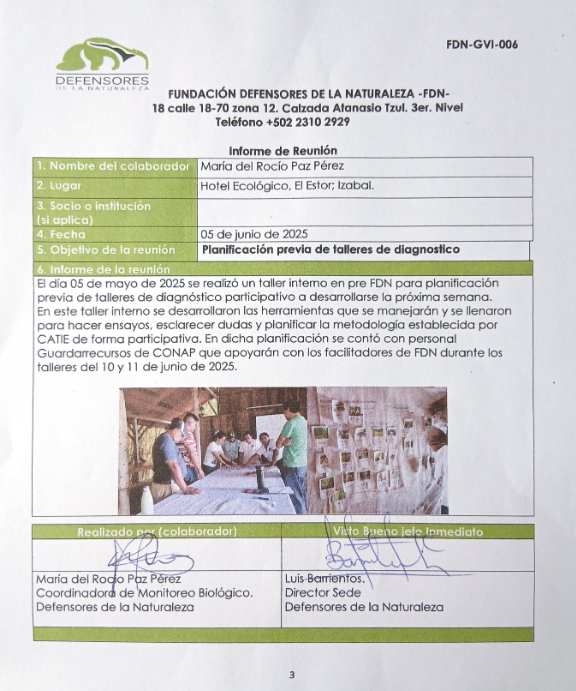 FDN-GVI-006
DEFENSORES
DE LA NATURALEZA
FUNDACIÓN DEFENSORES DE LA NATURALEZA -FDN-
18 calle 18-70 zona 12. Calzada Atanasio Tzul. 3er. Nivel
Teléfono +502 2310 2929
Informe de Reunión
1. Nombre del colaborador María del Rocío Paz Pérez
2. Lugar Hotel Ecológico, El Estor; Izabal.
3. Socio o institución
(si aplica)
4. Fecha 05 de junio de 2025
5. Objetivo de la reunión Planificación previa de talleres de diagnostico
6. Informe de la reunión
El día 05 de mayo de 2025 se realizó un taller interno en pre FDN para planificación
previa de talleres de diagnóstico participativo a desarrollarse la próxima semana.
En este taller interno se desarrollaron las herramientas que se manejarán y se llenaron
para hacer ensayos, esclarecer dudas y planificar la metodología establecida por
CATIE de forma participativa. En dicha planificación se contó con personal
Guardarrecursos de CONAP que apoyarán con los facilitadores de FDN durante los
talleres del 10 y 11 de junio de 2025.
Realizado por (colaborador) Visto Bueno jefe Inmediato
María del Rocío Paz Pérez Luis Barrientos.
Coordinadora de Monitoreo Biológico. Director Sede
Defensores de la Naturaleza Defensores de la Naturaleza
3